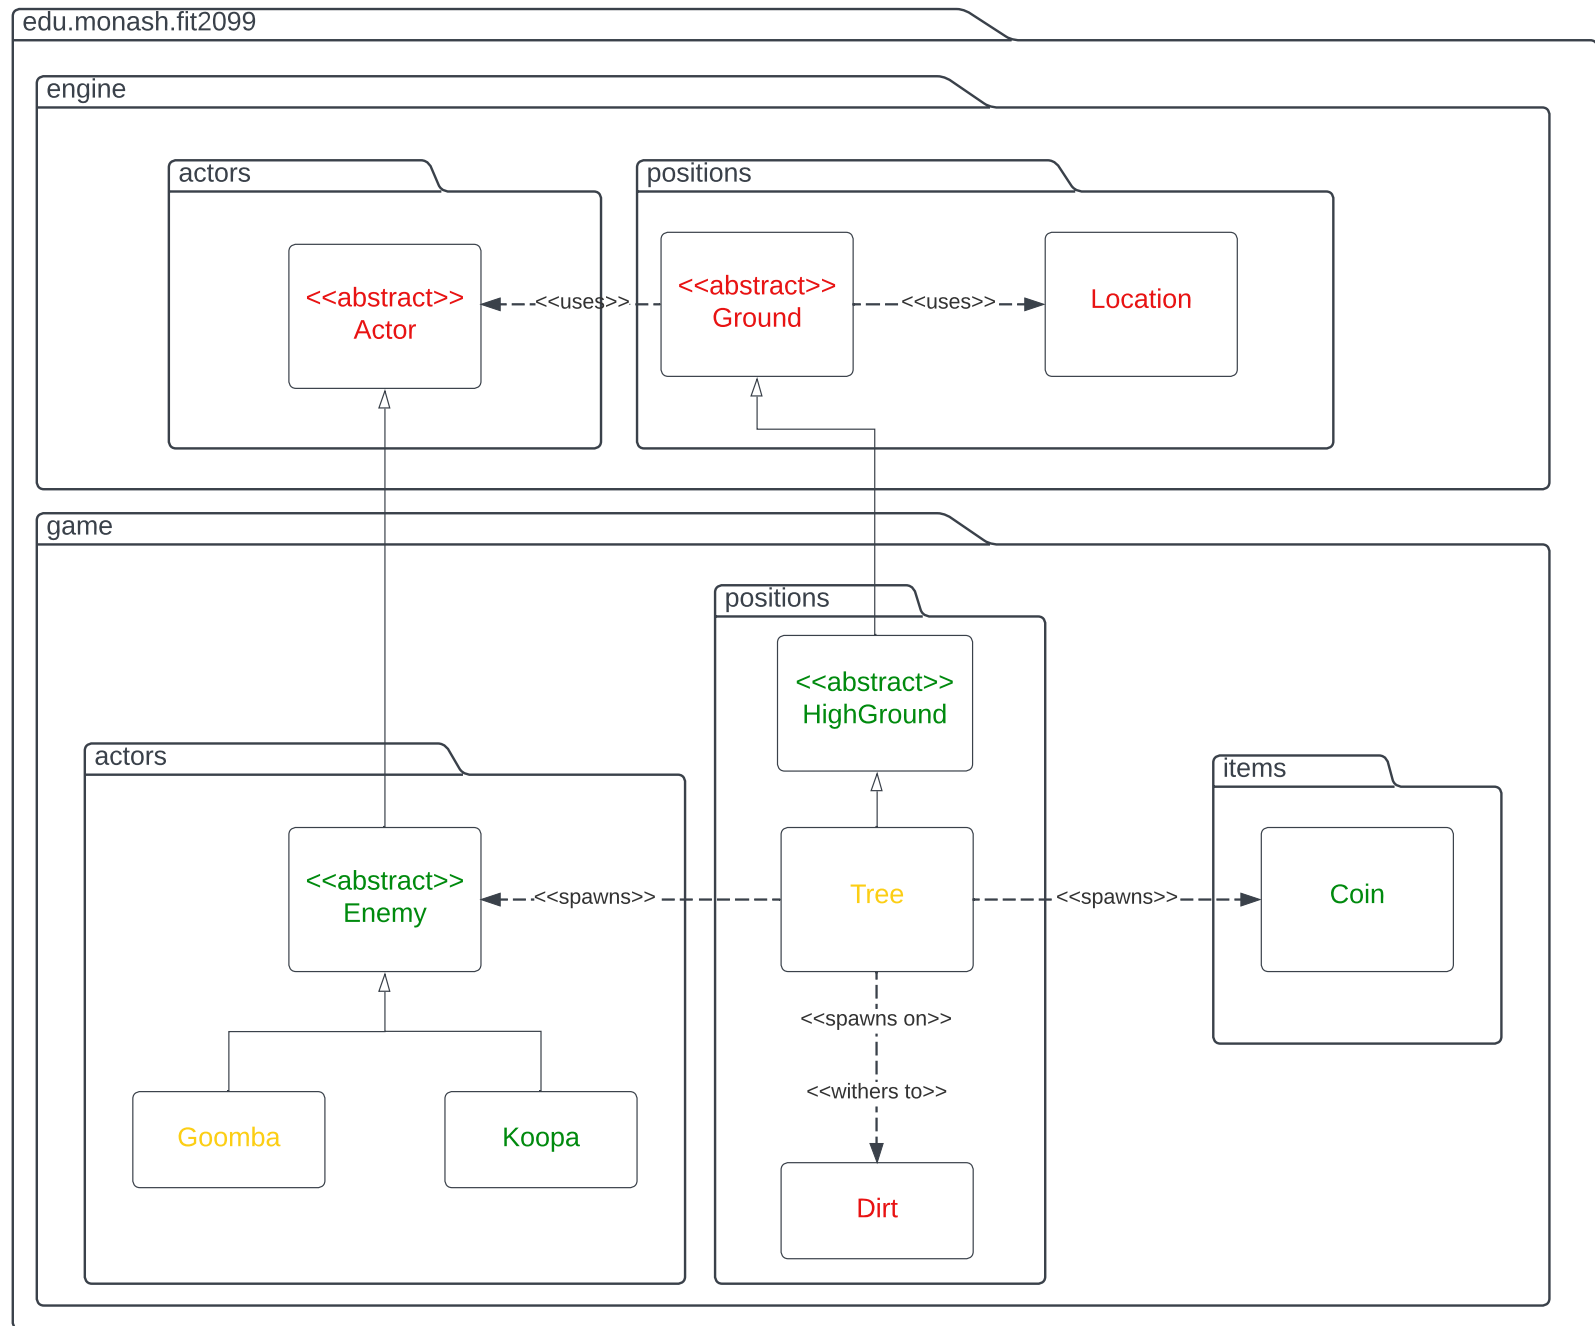 edu.monash.fit2099
engine
actors
positions
<<abstract>>
Actor
<<uses>>
<<abstract>>
Ground
<<uses>>
Location
game
positions
<<abstract>>
HighGround
actors
items
<<abstract>>
Enemy
<<spawns>>
Tree
<<spawns>>
Coin
<<spawns on>>
<<withers to>>
Goomba
Koopa
Dirt